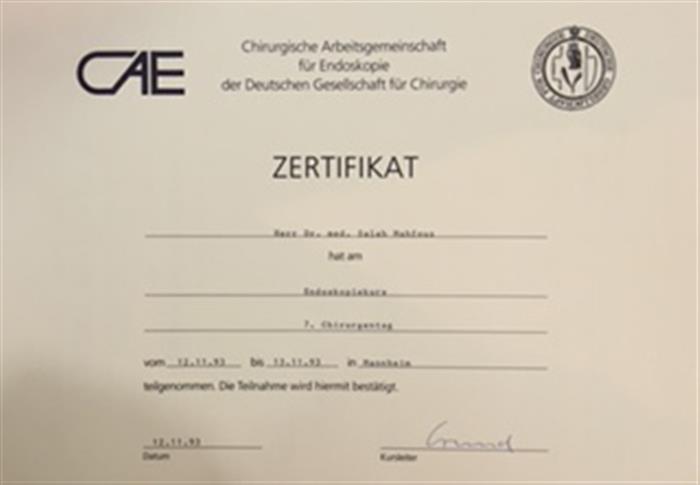 CAE
Chirurgische Arbeitsgemeinschaft
für Endoskopie
der Deutschen Gesellschaft für Chirurgie
ZERTIFIKAT
Herr Dr. med. Salah Mahfouz
hat am
Endoskopiekurs
7. Chirurgentag
vom 12.11.93 bis 13.11.93 in Mannheim
teilgenommen. Die Teilnahme wird hiermit bestätigt.
12.11.93
Datum
Kursleiter